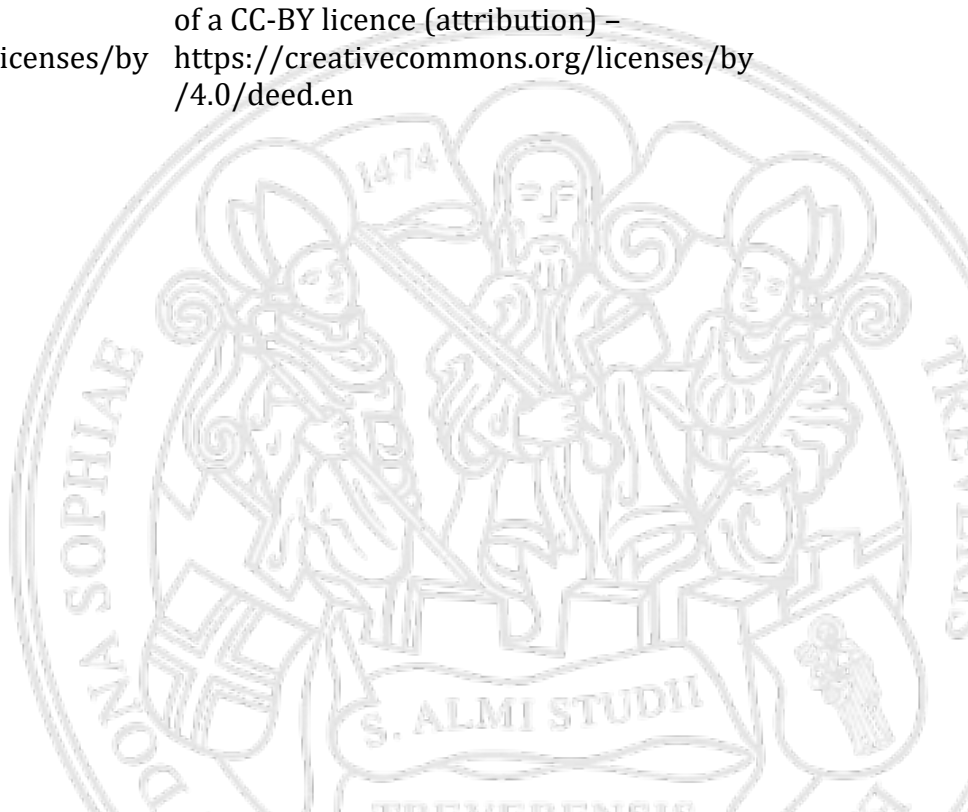 of a CC-BY licence (attribution) –
icenses/by https://creativecommons.org/licenses/by
/4.0/deed.en
1474
DONA SOPHIAE
S. ALMI STUDII